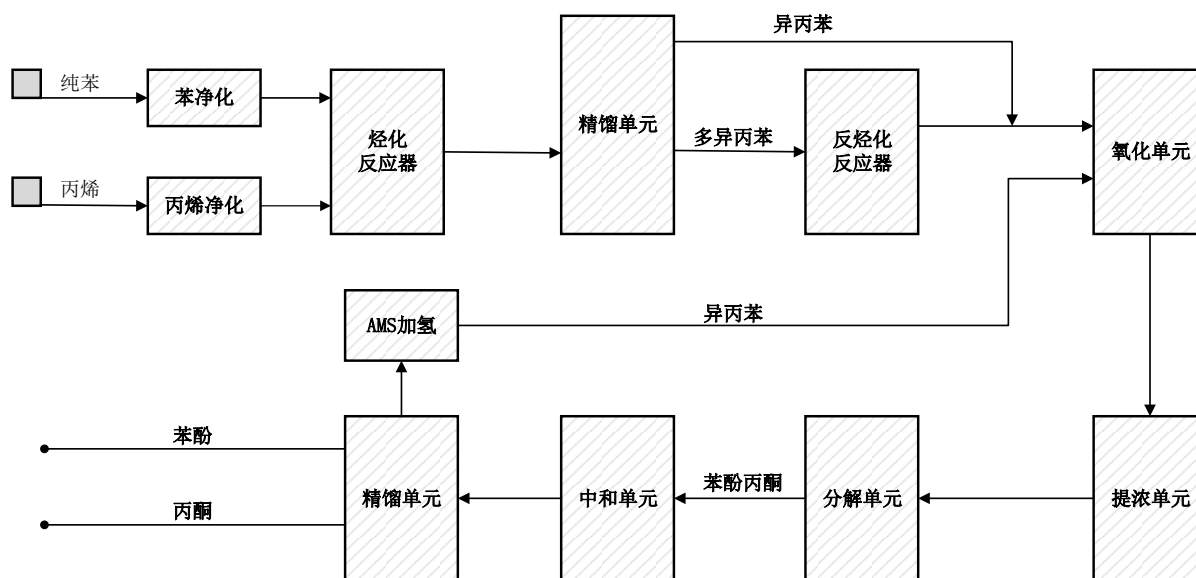 异丙苯
纯苯
苯净化
烃化
反应器
精馏单元
多异丙苯
反烃化
反应器
氧化单元
丙烯
丙烯净化
异丙苯
AMS加氢
苯酚
精馏单元
丙酮
中和单元
苯酚丙酮
分解单元
提浓单元